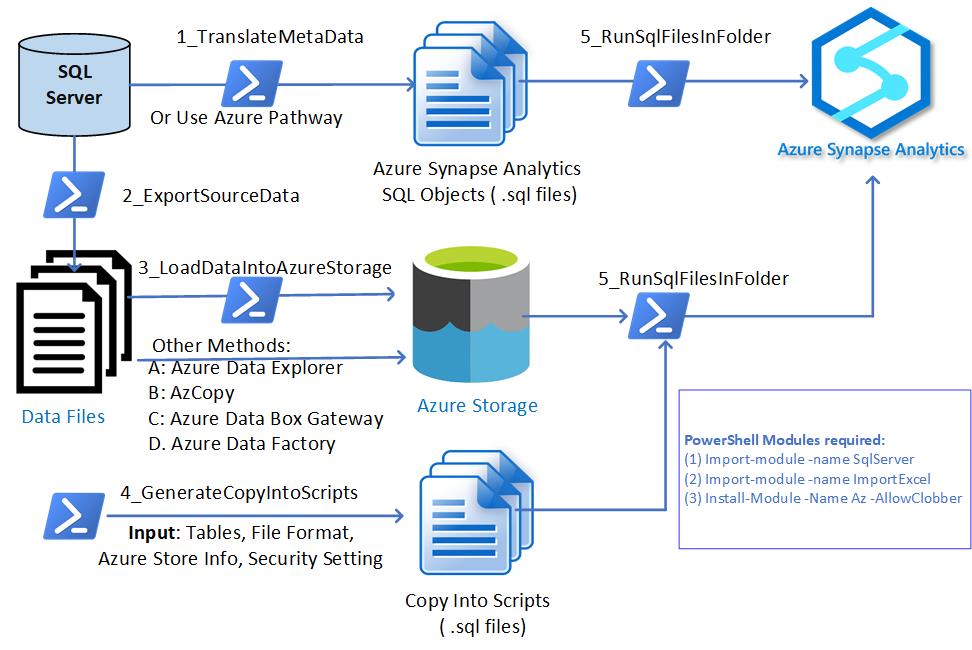 SQL
Server
1_TranslateMetaData
Or Use Azure Pathway
Azure Synapse Analytics
SQL Objects ( .sql files)
5_RunSqlFilesInFolder
Azure Synapse Analytics
2_ExportSourceData
Data Files
3_LoadDataIntoAzureStorage
Other Methods:
A: Azure Data Explorer
B: AzCopy
C: Azure Data Box Gateway
D. Azure Data Factory
Azure Storage
5_RunSqlFilesInFolder
PowerShell Modules required:
(1) Import-module -name SqlServer
(2) Import-module -name ImportExcel
(3) Install-Module -Name Az -AllowClobber
4_GenerateCopyIntoScripts
Input: Tables, File Format,
Azure Store Info, Security Setting
Copy Into Scripts
( .sql files)